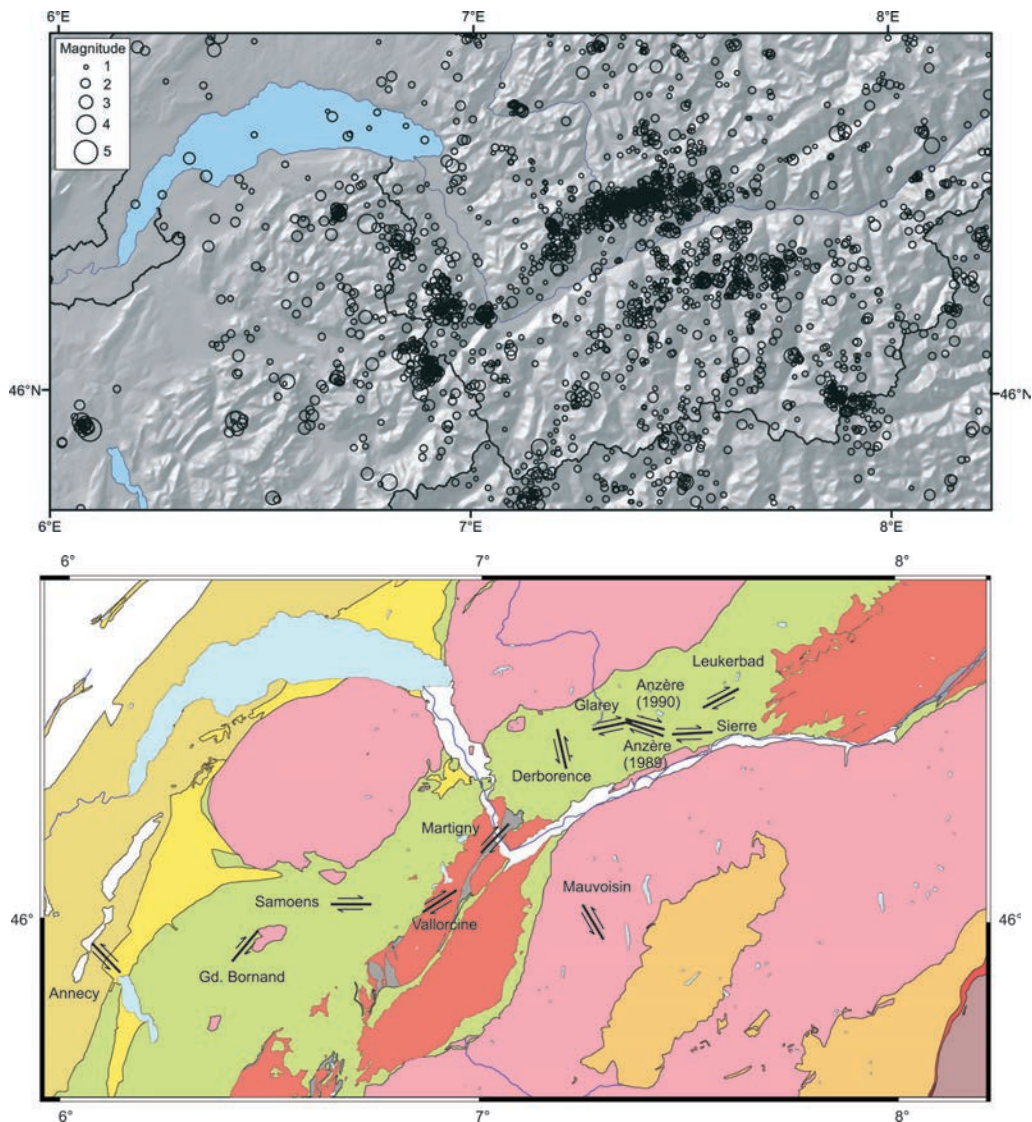 6°E
7°E
8°E
Magnitude
1
2
3
4
5
46°N
46°N
6°E
7°E
8°E
6°
7°
8°
Leukerbad
Anzère
(1990)
Glarey
Sierre
Anzère
(1989)
Derborence
Martigny
Mauvoisin
Samoens
46°
46°
Vallorcine
Gd. Bornand
Annecy
6°
7°
8°